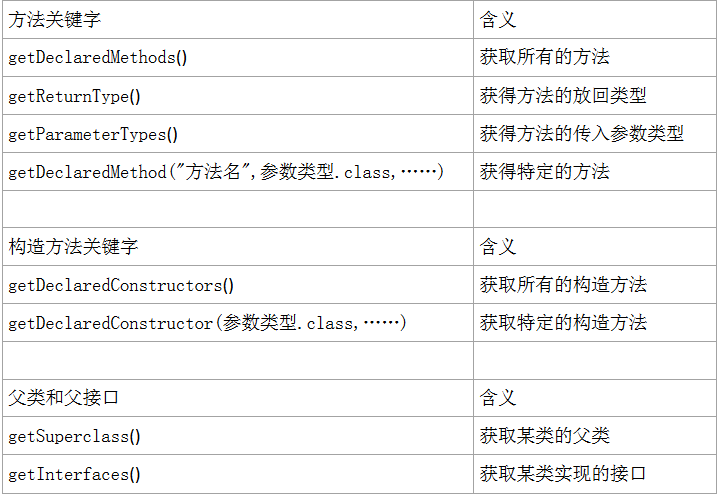 方法关键字 含义
getDeclaredMethods() 获取所有的方法
getReturnType() 获得方法的放回类型
getParameterTypes() 获得方法的传入参数类型
getDeclaredMethod("方法名",参数类型.class,……) 获得特定的方法
构造方法关键字 含义
getDeclaredConstructors() 获取所有的构造方法
getDeclaredConstructor(参数类型.class,……) 获取特定的构造方法
父类和父接口 含义
getSuperclass() 获取某类的父类
getInterfaces() 获取某类实现的接口